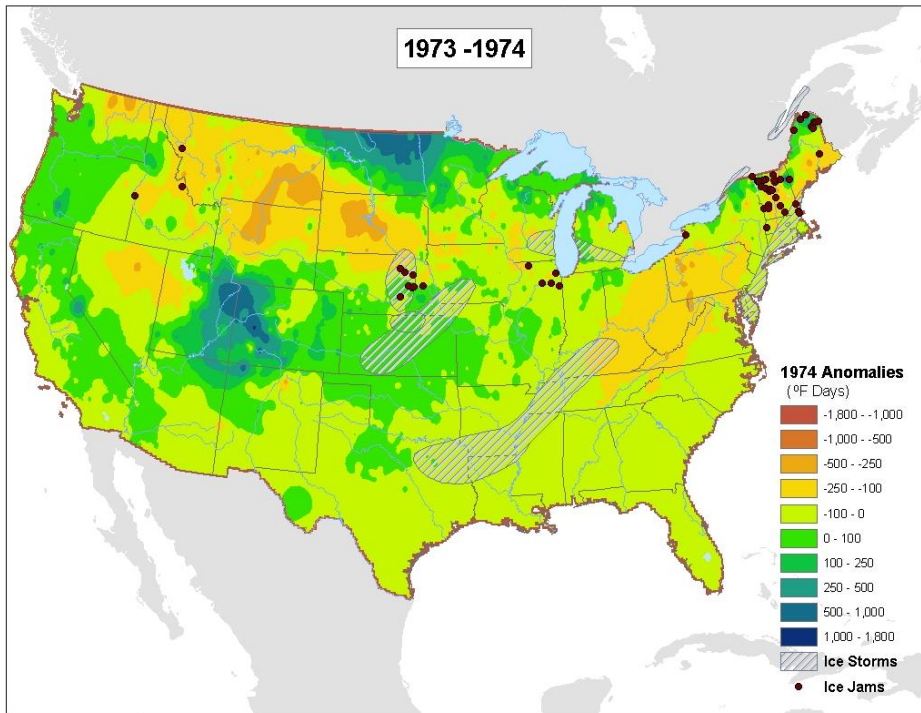 1973 -1974
1974 Anomalies
(ºF Days)
-1,800 - -1,000
-1,000 - -500
-500 - -250
-250 - -100
-100 - 0
0 - 100
100 - 250
250 - 500
500 - 1,000
1,000 - 1,800
Ice Storms
Ice Jams